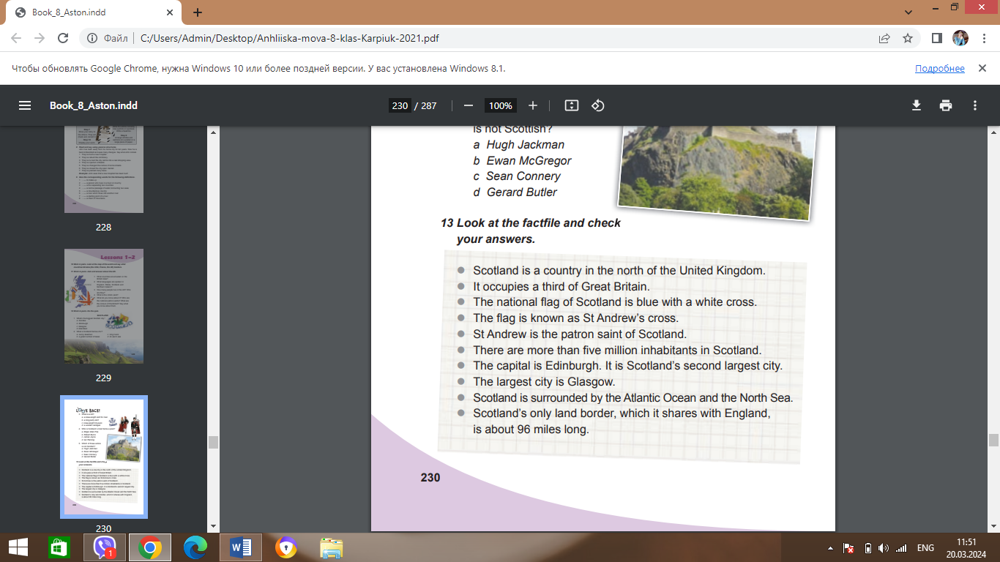 Book_8_Aston.indd
Файл
C:/Users/Admin/Desktop/Anhliiska-mova-8-klas-Karpiuk-2021.pdf
Чтобы обновлять Google Chrome, нужна Windows 10 или более поздней версии. У вас установлена Windows 8.1.
Подробнее
Book_8_Aston.indd
230 / 287
100%
228
Lessons 1–2
229
230
is not Scottish?
a Hugh Jackman
b Ewan McGregor
c Sean Connery
d Gerard Butler
13 Look at the factfile and check
your answers.
Scotland is a country in the north of the United Kingdom.
It occupies a third of Great Britain.
The national flag of Scotland is blue with a white cross.
The flag is known as St Andrew's cross.
St Andrew is the patron saint of Scotland.
There are more than five million inhabitants in Scotland.
The capital is Edinburgh. It is Scotland's second largest city.
The largest city is Glasgow.
Scotland is surrounded by the Atlantic Ocean and the North Sea.
Scotland's only land border, which it shares with England,
is about 96 miles long.
230
1
ENG
11:51
20.03.2024